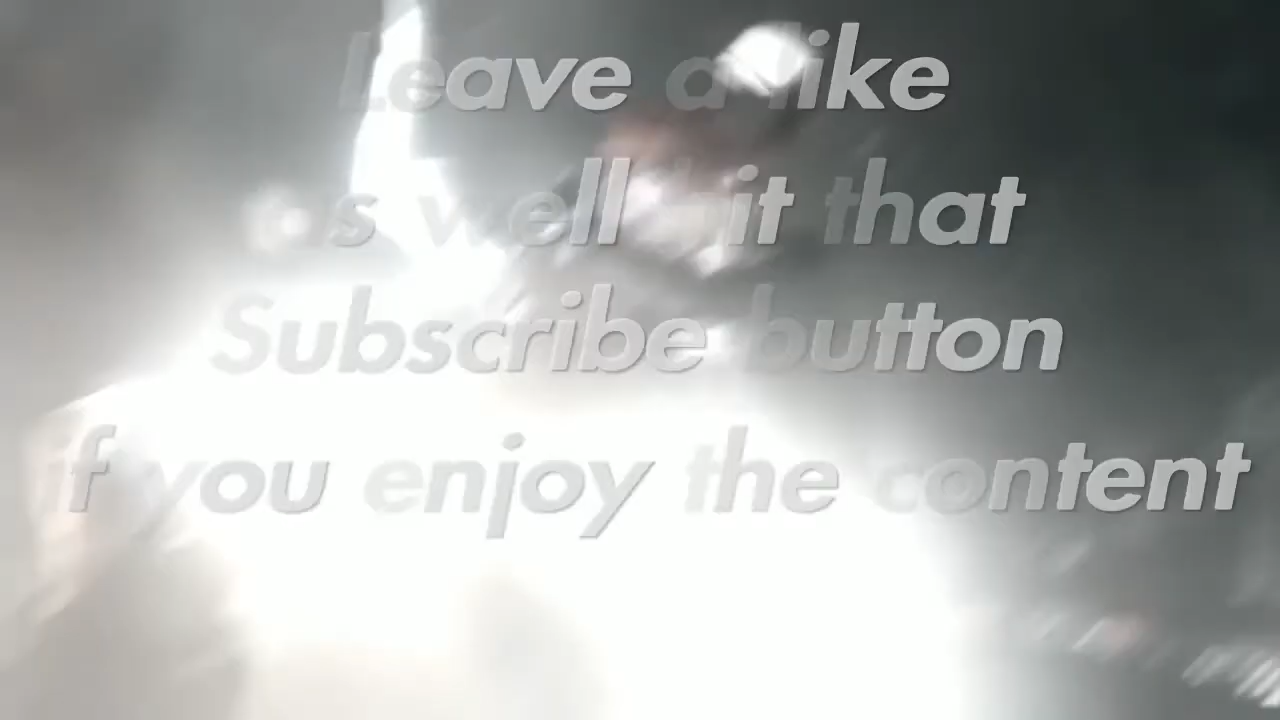 Leave a like
as well hit that
Subscribe button
if you enjoy the content